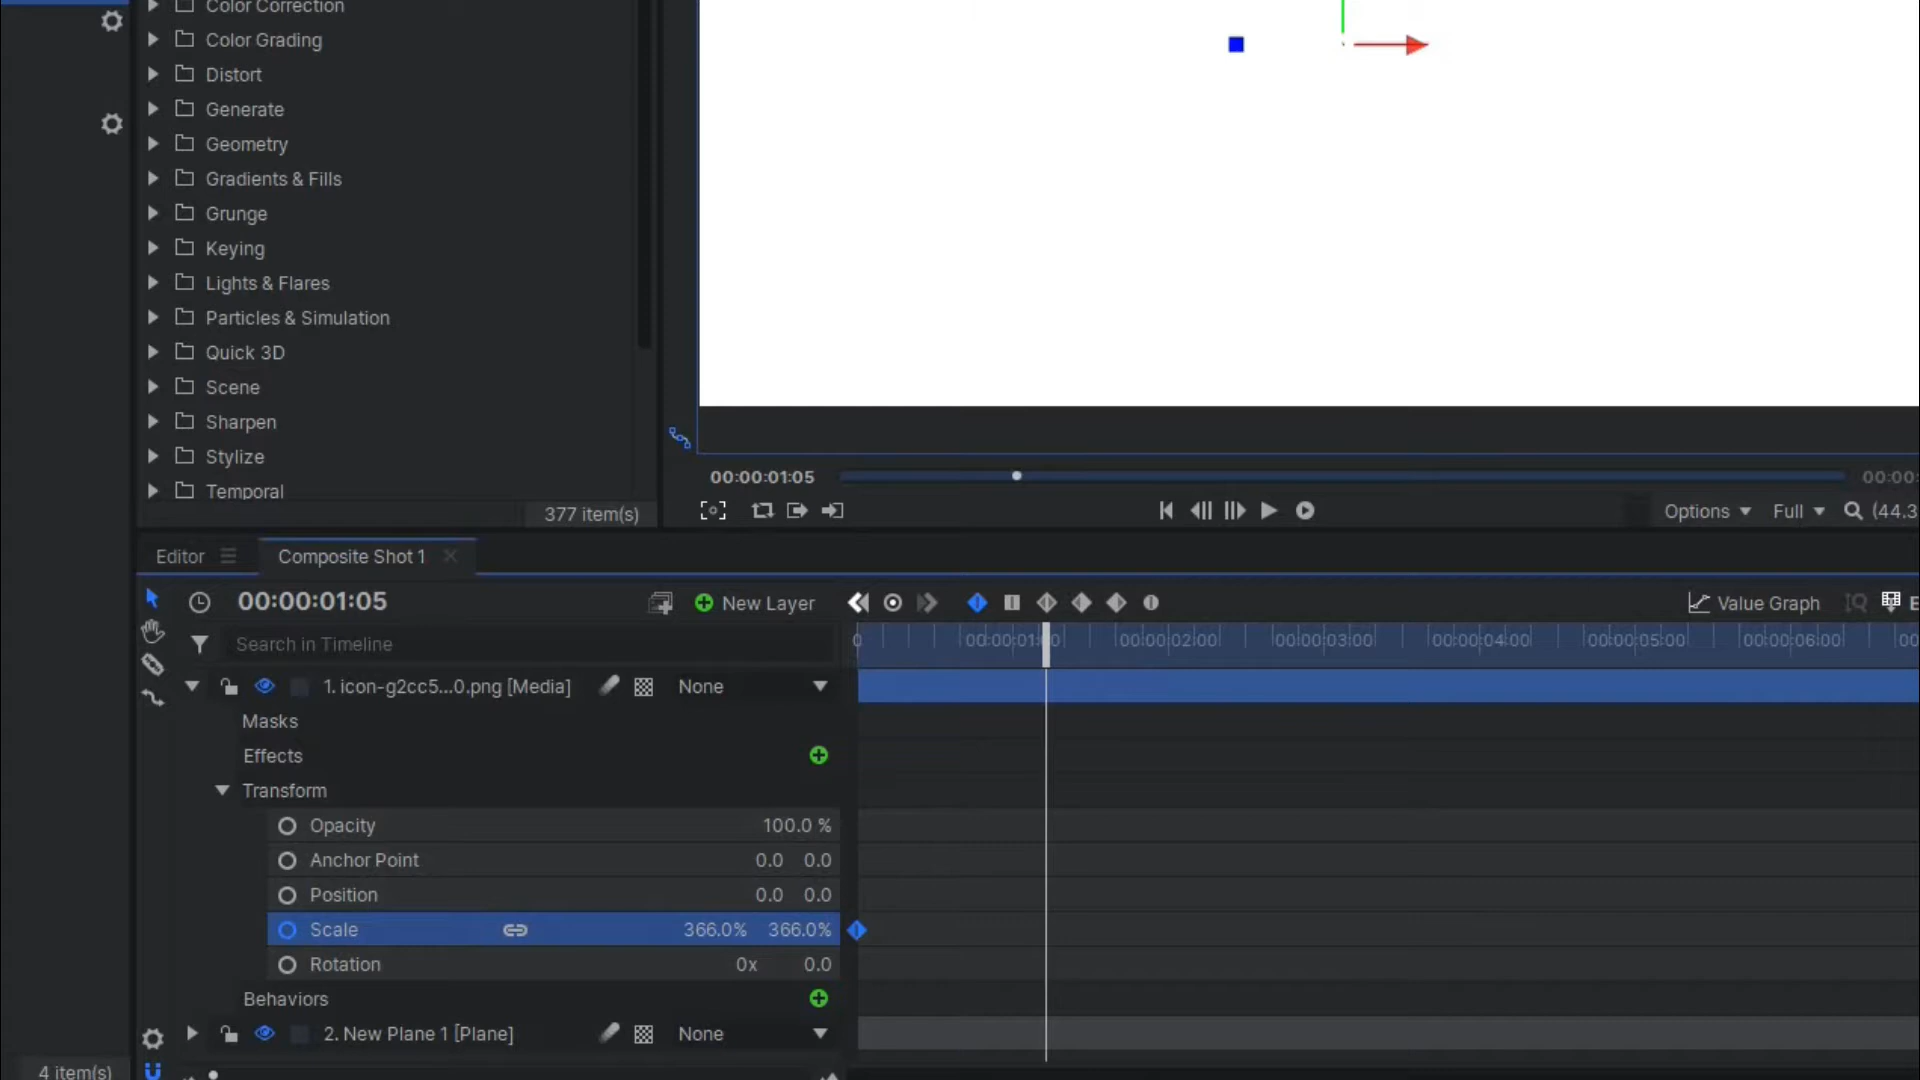 Color Correction
Color Grading
Distort
Generate
Geometry
Gradients & Fills
Grunge
Keying
Lights & Flares
Particles & Simulation
Quick 3D
Scene
Sharpen
Stylize
Temporal
377 item(s)
00:00:01:05
00:00:
Options
Full
(44.3
Editor
Composite Shot 1
00:00:01:05
New Layer
Value Graph
Search in Timeline
0
00:00:02:00
00:00:03:00
00:00:04:00
00:00:05:00
00:00:06:00
1. icon-g2cc5...0.png [Media]
None
Masks
Effects
Transform
Opacity 100.0 %
Anchor Point 0.0 0.0
Position 0.0 0.0
Scale 366.0% 366.0%
Rotation 0x 0.0
Behaviors
2. New Plane 1 [Plane]
None
4 item(s)